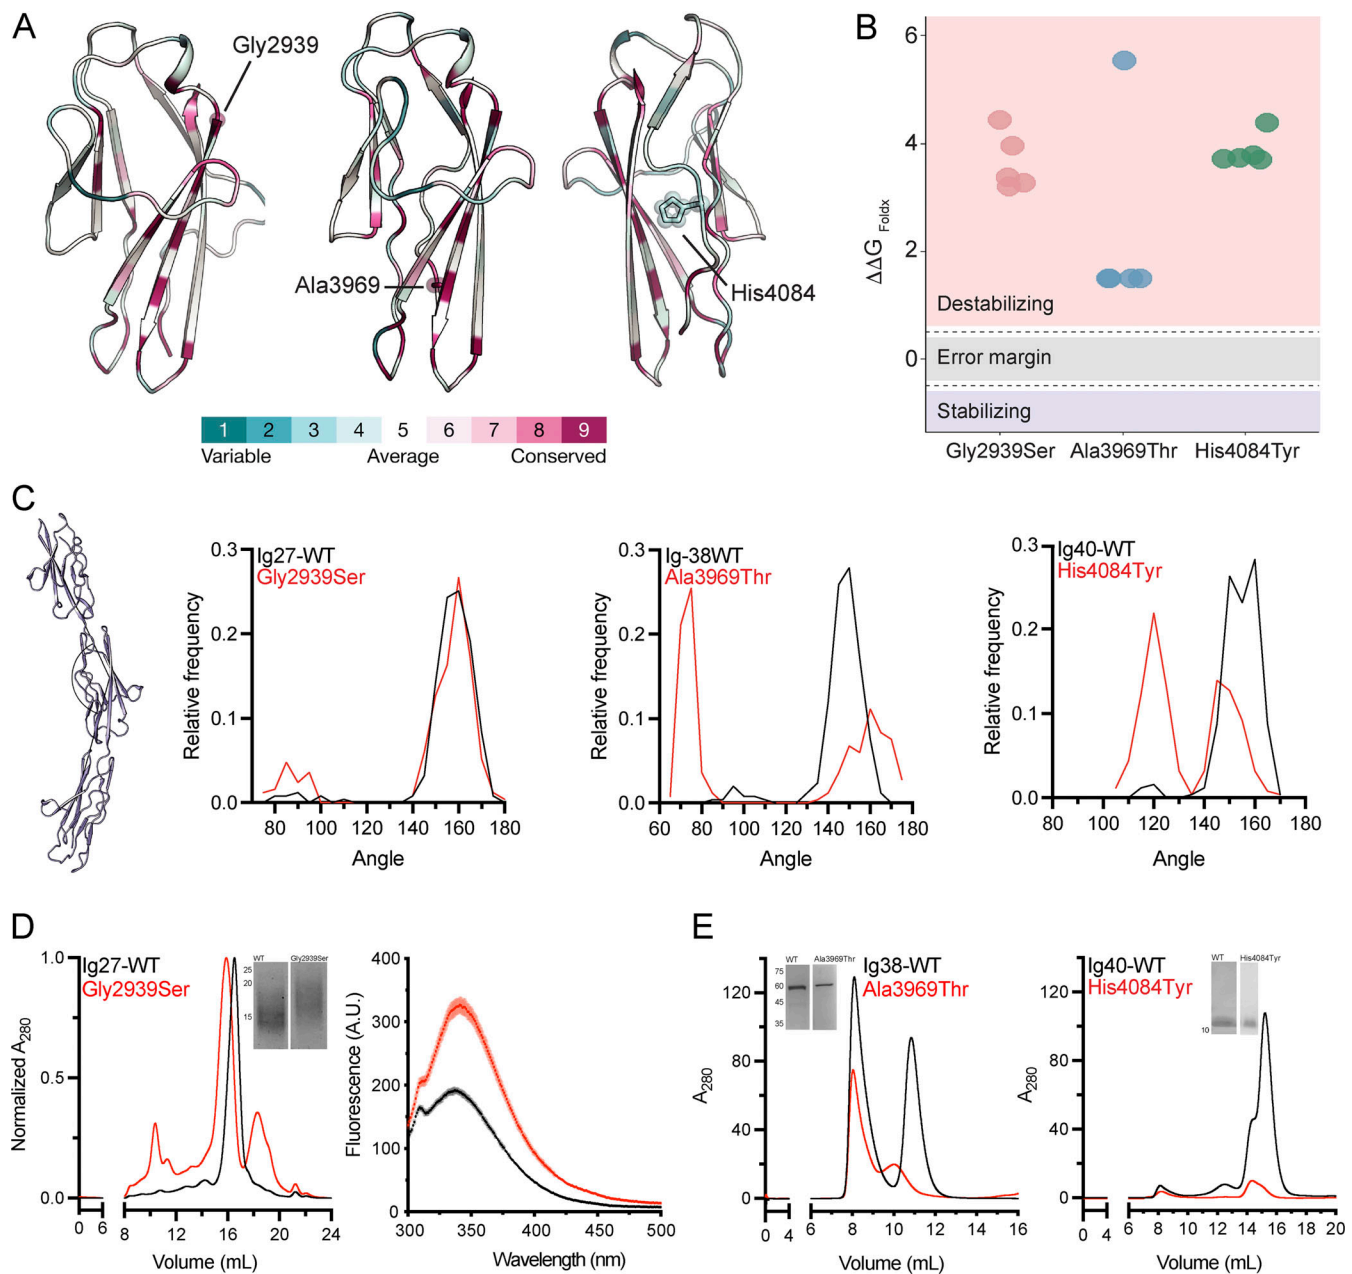 A
Gly2939
Ala3969
His4084
1 2 3 4 5 6 7 8 9
Variable Average Conserved
B
ΔΔG Foldx
6
4
2
0
Destabilizing
Error margin
Stabilizing
Gly2939Ser Ala3969Thr His4084Tyr
C
Relative frequency
0.3
0.2
0.1
0.0
Ig27-WT
Gly2939Ser
80 100 120 140 160 180
Angle
Relative frequency
0.3
0.2
0.1
0.0
Ig-38WT
Ala3969Thr
60 80 100 120 140 160 180
Angle
Relative frequency
0.3
0.2
0.1
0.0
Ig40-WT
His4084Tyr
80 100 120 140 160 180
Angle
D
Normalized A280
1.0
0.5
0.0
Ig27-WT
Gly2939Ser
WT Gly2939Ser
25
20
15
0 6 8 12 16 20 24
Volume (mL)
Fluorescence (A.U.)
400
300
200
100
0
300 350 400 450 500
Wavelength (nm)
E
A280
120
80
40
0
WT Ala3969Thr
75
60
45
35
Ig38-WT
Ala3969Thr
0 4 6 8 10 12 14 16
Volume (mL)
A280
120
80
40
0
Ig40-WT
His4084Tyr
WT His4084Tyr
10
0 4 6 8 10 12 14 16 18 20
Volume (mL)